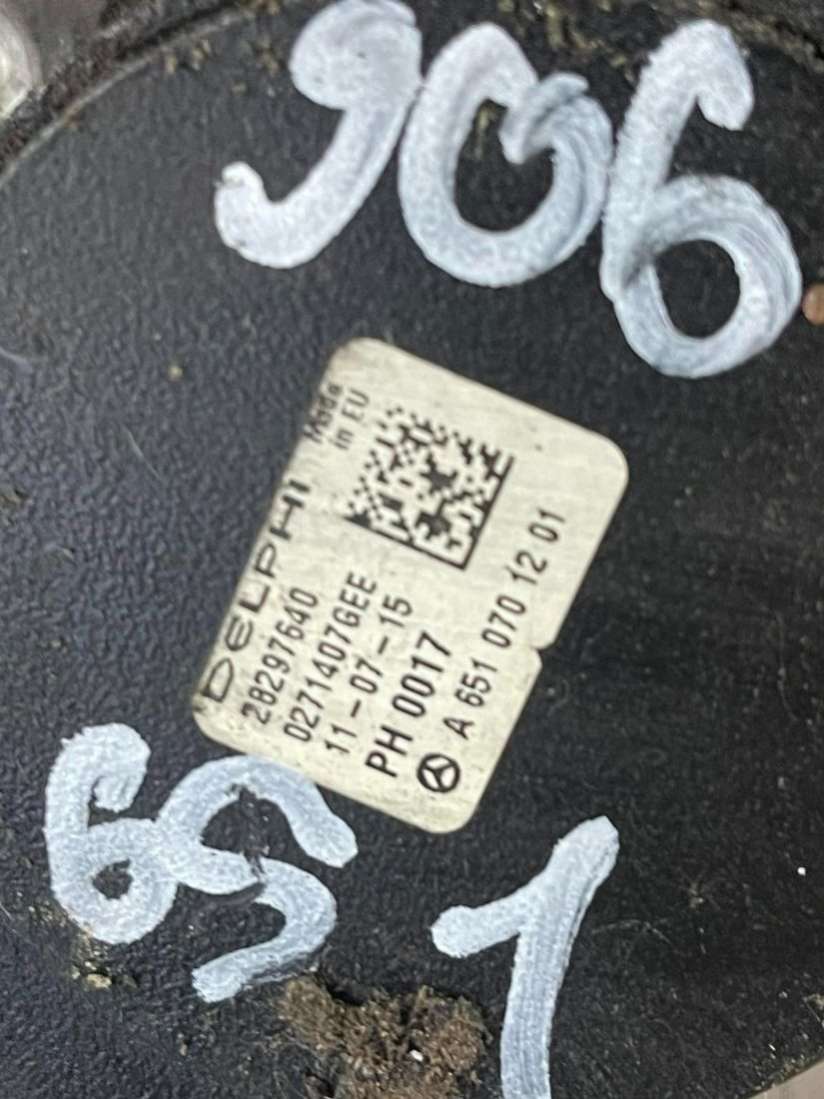 906
DELPHI
Made
in EU
28297640
0271407GEE
11-07-15
PH 0017
A 651 070 12 01
651